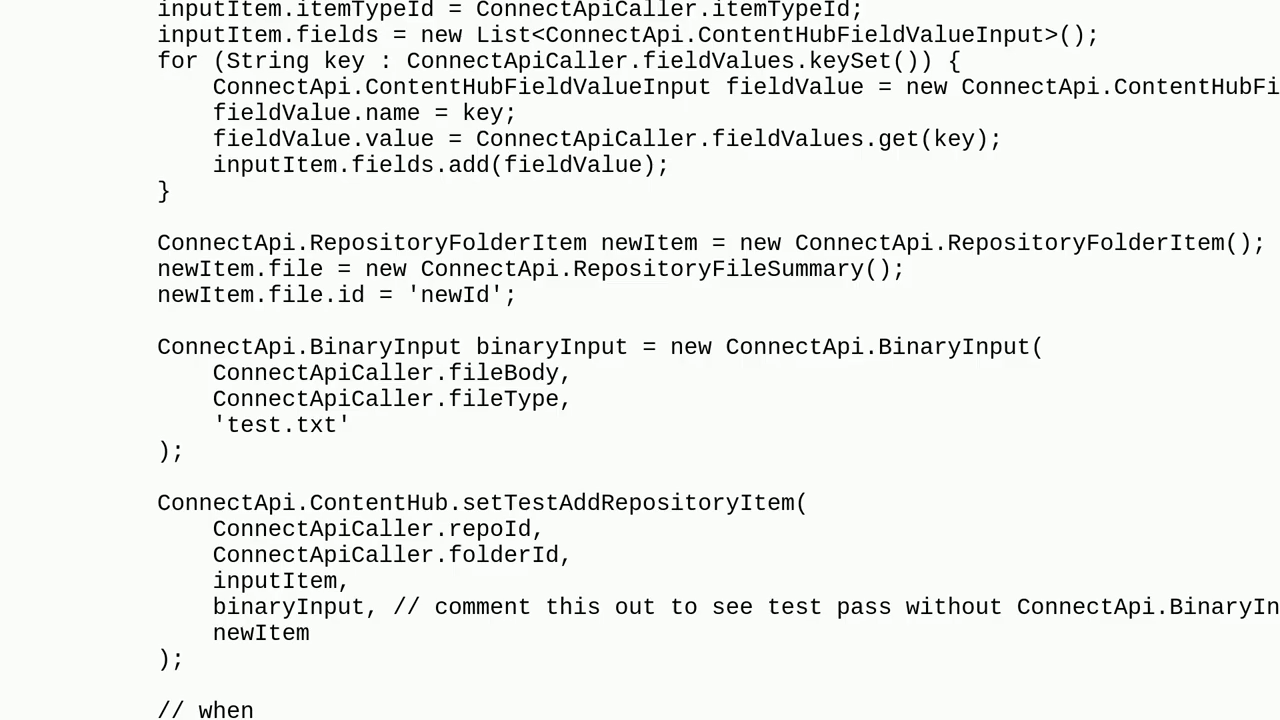 inputItem.itemTypeId = ConnectApiCaller.itemTypeId;
inputItem.fields = new List<ConnectApi.ContentHubFieldValueInput>();
for (String key : ConnectApiCaller.fieldValues.keySet()) {
    ConnectApi.ContentHubFieldValueInput fieldValue = new ConnectApi.ContentHubFi
    fieldValue.name = key;
    fieldValue.value = ConnectApiCaller.fieldValues.get(key);
    inputItem.fields.add(fieldValue);
}

ConnectApi.RepositoryFolderItem newItem = new ConnectApi.RepositoryFolderItem();
newItem.file = new ConnectApi.RepositoryFileSummary();
newItem.file.id = 'newId';

ConnectApi.BinaryInput binaryInput = new ConnectApi.BinaryInput(
    ConnectApiCaller.fileBody,
    ConnectApiCaller.fileType,
    'test.txt'
);

ConnectApi.ContentHub.setTestAddRepositoryItem(
    ConnectApiCaller.repoId,
    ConnectApiCaller.folderId,
    inputItem,
    binaryInput, // comment this out to see test pass without ConnectApi.BinaryIn
    newItem
);

// when